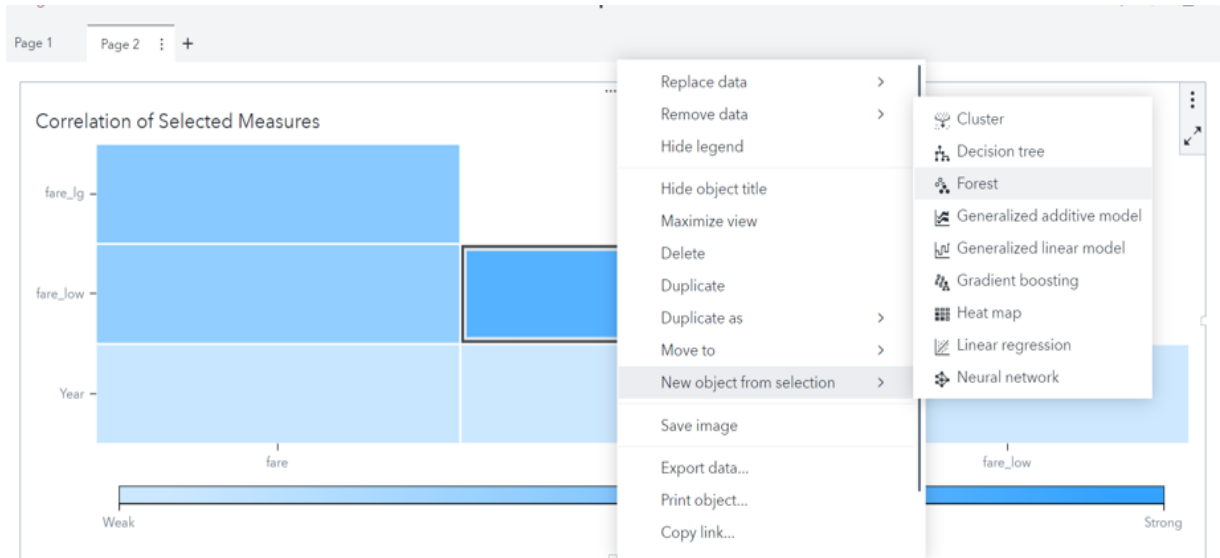 Page 1
Page 2
+
Correlation of Selected Measures
fare_lg
fare_low
Year
fare
fare_low
Weak
Strong
Replace data
Remove data
Hide legend
Hide object title
Maximize view
Delete
Duplicate
Duplicate as
Move to
New object from selection
Save image
Export data...
Print object...
Copy link...
Cluster
Decision tree
Forest
Generalized additive model
Generalized linear model
Gradient boosting
Heat map
Linear regression
Neural network